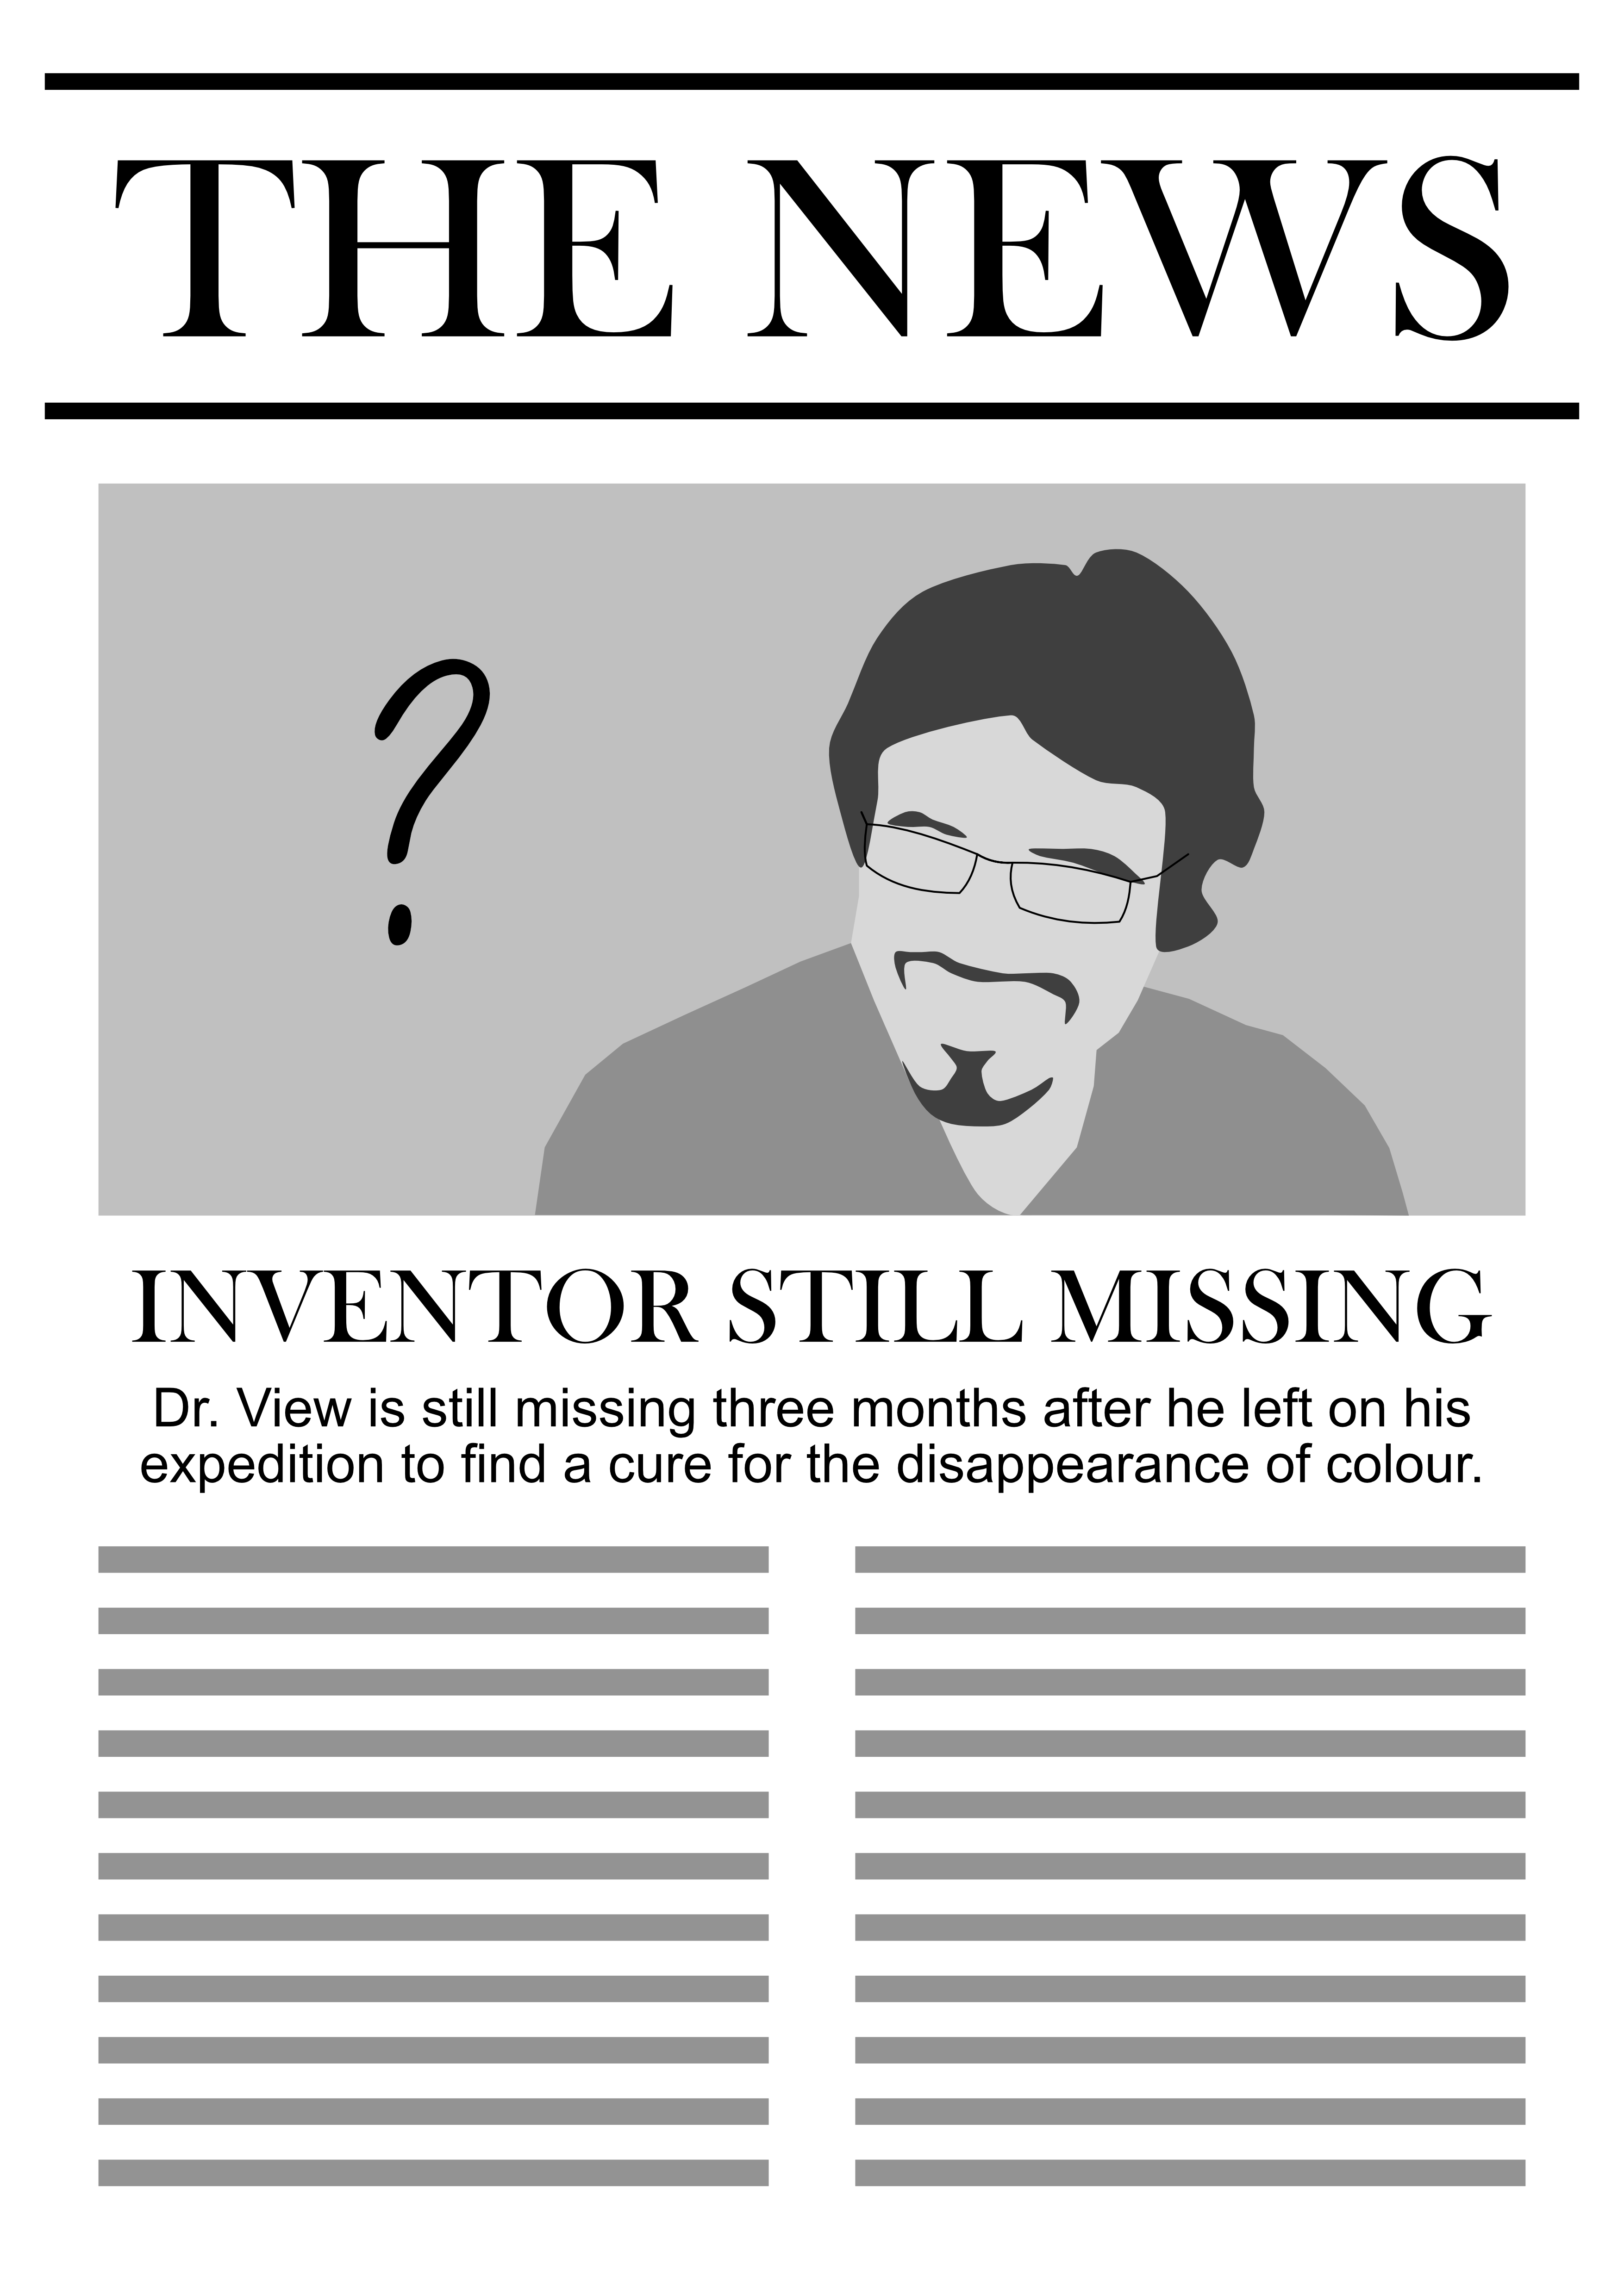 THE NEWS
?
INVENTOR STILL MISSING
Dr. View is still missing three months after he left on his
expedition to find a cure for the disappearance of colour.